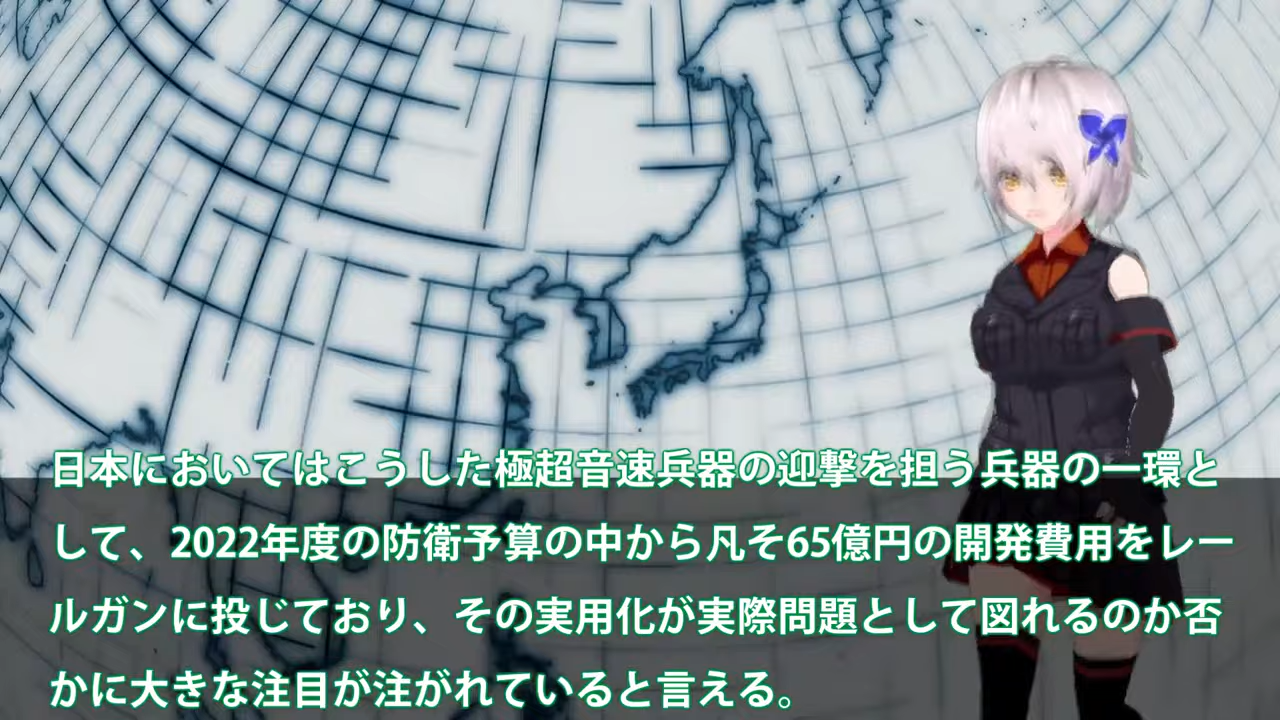 日本においてはこうした極超音速兵器の迎撃を担う兵器の一環と
して、2022年度の防衛予算の中から凡そ65億円の開発費用をレー
ルガンに投じており、その実用化が実際問題として図れるのか否
かに大きな注目が注がれていると言える。